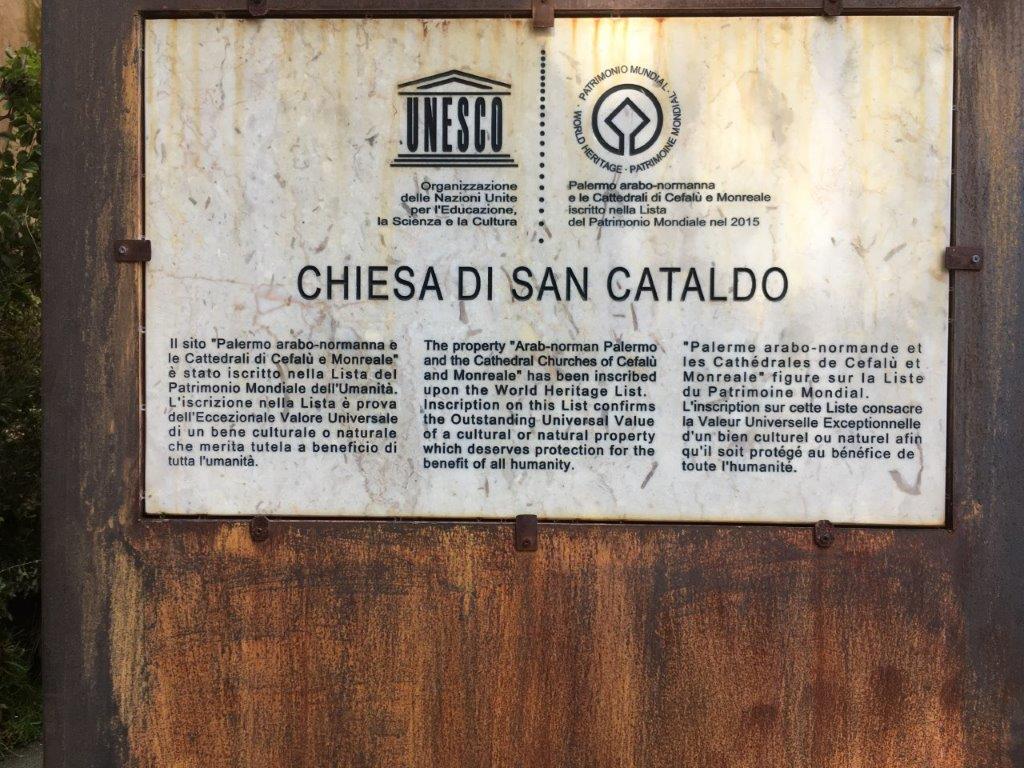 UNESCO
Organizzazione
delle Nazioni Unite
per l'Educazione,
la Scienza e la Cultura
PATRIMONIO MUNDIAL · WORLD HERITAGE · PATRIMOINE MONDIAL ·
Palermo arabo-normanna
e le Cattedrali di Cefalù e Monreale
iscritto nella Lista
del Patrimonio Mondiale nel 2015
CHIESA DI SAN CATALDO
Il sito "Palermo arabo-normanna e
le Cattedrali di Cefalù e Monreale"
è stato iscritto nella Lista del
Patrimonio Mondiale dell'Umanità.
L'iscrizione nella Lista è prova
dell'Eccezionale Valore Universale
di un bene culturale o naturale
che merita tutela a beneficio di
tutta l'umanità.
The property "Arab-norman Palermo
and the Cathedral Churches of Cefalù
and Monreale" has been inscribed
upon the World Heritage List.
Inscription on this List confirms
the Outstanding Universal Value
of a cultural or natural property
which deserves protection for the
benefit of all humanity.
"Palerme arabo-normande et
les Cathédrales de Cefalù et
Monreale" figure sur la Liste
du Patrimoine Mondial.
L'inscription sur cette Liste consacre
la Valeur Universelle Exceptionnelle
d'un bien culturel ou naturel afin
qu'il soit protégé au bénéfice de
toute l'humanité.